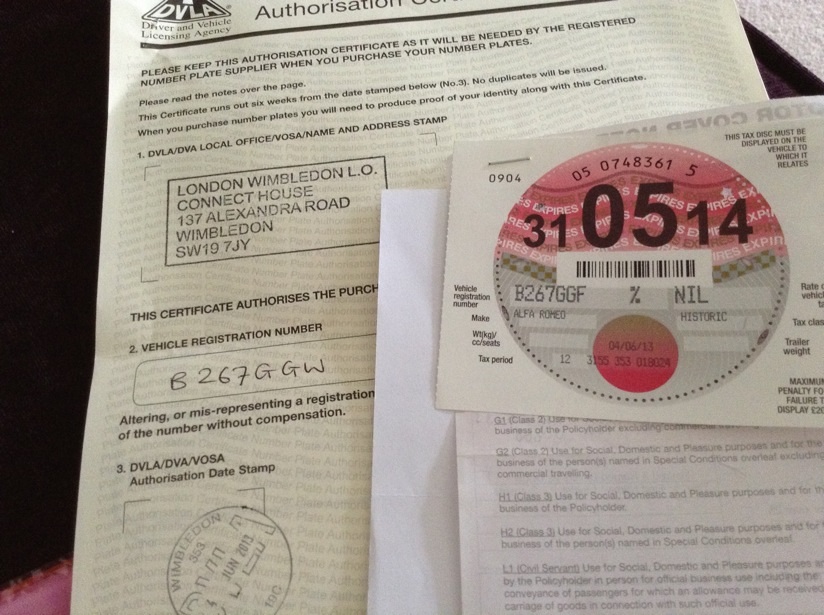 DVLA
Driver and Vehicle
Licensing Agency
Authorisation
PLEASE KEEP THIS AUTHORISATION CERTIFICATE AS IT WILL BE NEEDED BY THE REGISTERED
NUMBER PLATE SUPPLIER WHEN YOU PURCHASE YOUR NUMBER PLATES.
Please read the notes over the page.
This Certificate runs out six weeks from the date stamped below (No.3). No duplicates will be issued.
When you purchase number plates you will need to produce proof of your identity along with this Certificate.
1. DVLA/DVA LOCAL OFFICE/VOSA/NAME AND ADDRESS STAMP
LONDON WIMBLEDON L.O.
CONNECT HOUSE
137 ALEXANDRA ROAD
WIMBLEDON
SW19 7JY
THIS CERTIFICATE AUTHORISES THE PURCH
2. VEHICLE REGISTRATION NUMBER
B267GGW
Altering, or mis-representing a registration
of the number without compensation.
3. DVLA/DVA/VOSA
Authorisation Date Stamp
WIMBLEDON
353
JUN 2013
THIS TAX DISC MUST BE
DISPLAYED ON THE
VEHICLE TO
WHICH IT
RELATES
0904
05 0748361 5
EXPIRES EXPIRES
31 05 14
Vehicle
registration
number
B267GGF % NIL
Rate
Make ALFA ROMEO HISTORIC
Tax clas
Wt(kg)/
cc/seats
04/06/13
Trailer
weight
Tax period 12 3155 353 018024
MAXIMU
PENALTY FO
FAILURE T
DISPLAY £20
G1 (Class 2) Use for
business of the Policyholder excluding
G2 (Class 2) Use for Social, Domestic and Pleasure purposes and for the
business of the person(s) named in Special Conditions overleaf excluding
commercial travelling.
H1 (Class 3) Use for Social, Domestic and Pleasure purposes and for th
business of the Policyholder.
H2 (Class 3) Use for Social, Domestic and Pleasure purposes and for
business of the person(s) named in Special Conditions overleaf.
L1 (Civil Servant) Use for Social, Domestic and Pleasure purposes an
by the Policyholder in person for official business use including the
conveyance of passengers for which an allowance may be received
carriage of goods in connection with such official use.